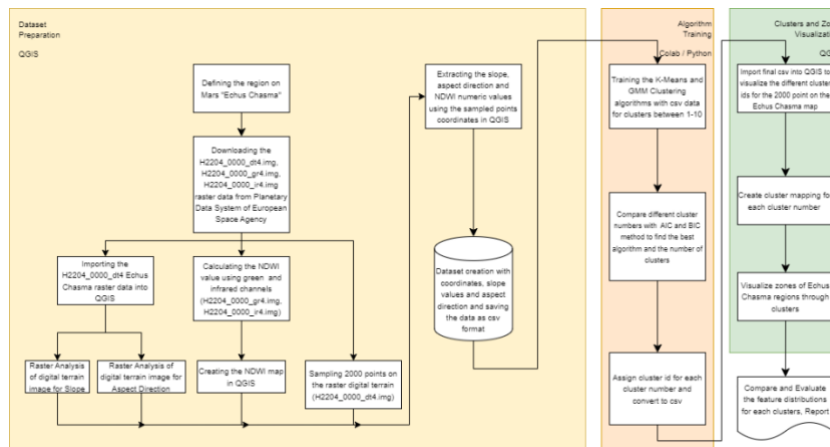 Dataset
Preparation
QGIS
Defining the region on
Mars "Echus Chasma"
Downloading the
H2204_0000_dt4.img,
H2204_0000_gr4.img,
H2204_0000_ir4.img
raster data from Planetary
Data System of European
Space Agency
Importing the
H2204_0000_dt4 Echus
Chasma raster data into
QGIS
Calculating the NDWI
value using green and
infrared channels
(H2204_0000_gr4.img,
H2204_0000_ir4.img)
Raster Analysis
of digital terrain
image for Slope
Raster Analysis of
digital terrain image for
Aspect Direction
Creating the NDWI map
in QGIS
Sampling 2000 points on
the raster digital terrain
(H2204_0000_dt4.img)
Extracting the slope,
aspect direction and
NDWI numeric values
using the sampled points
coordinates in QGIS
Dataset creation with
coordinates, slope
values and aspect
direction and saving
the data as csv
format
Algorithm
Training
Colab / Python
Training the K-Means and
GMM Clustering
algorithms with csv data
for clusters between 1-10
Compare different cluster
numbers with AIC and BIC
method to find the best
algorithm and the number of
clusters
Assign cluster id for each
cluster number and
convert to csv
Clusters and Zo
Visualizati
QG
Import final csv into QGIS to
visualize the different cluster
ids for the 2000 point on the
Echus Chasma map
Create cluster mapping for
each cluster number
Visualize zones of Echus
Chasma regions through
clusters
Compare and Evaluate
the feature distributions
for each clusters, Report